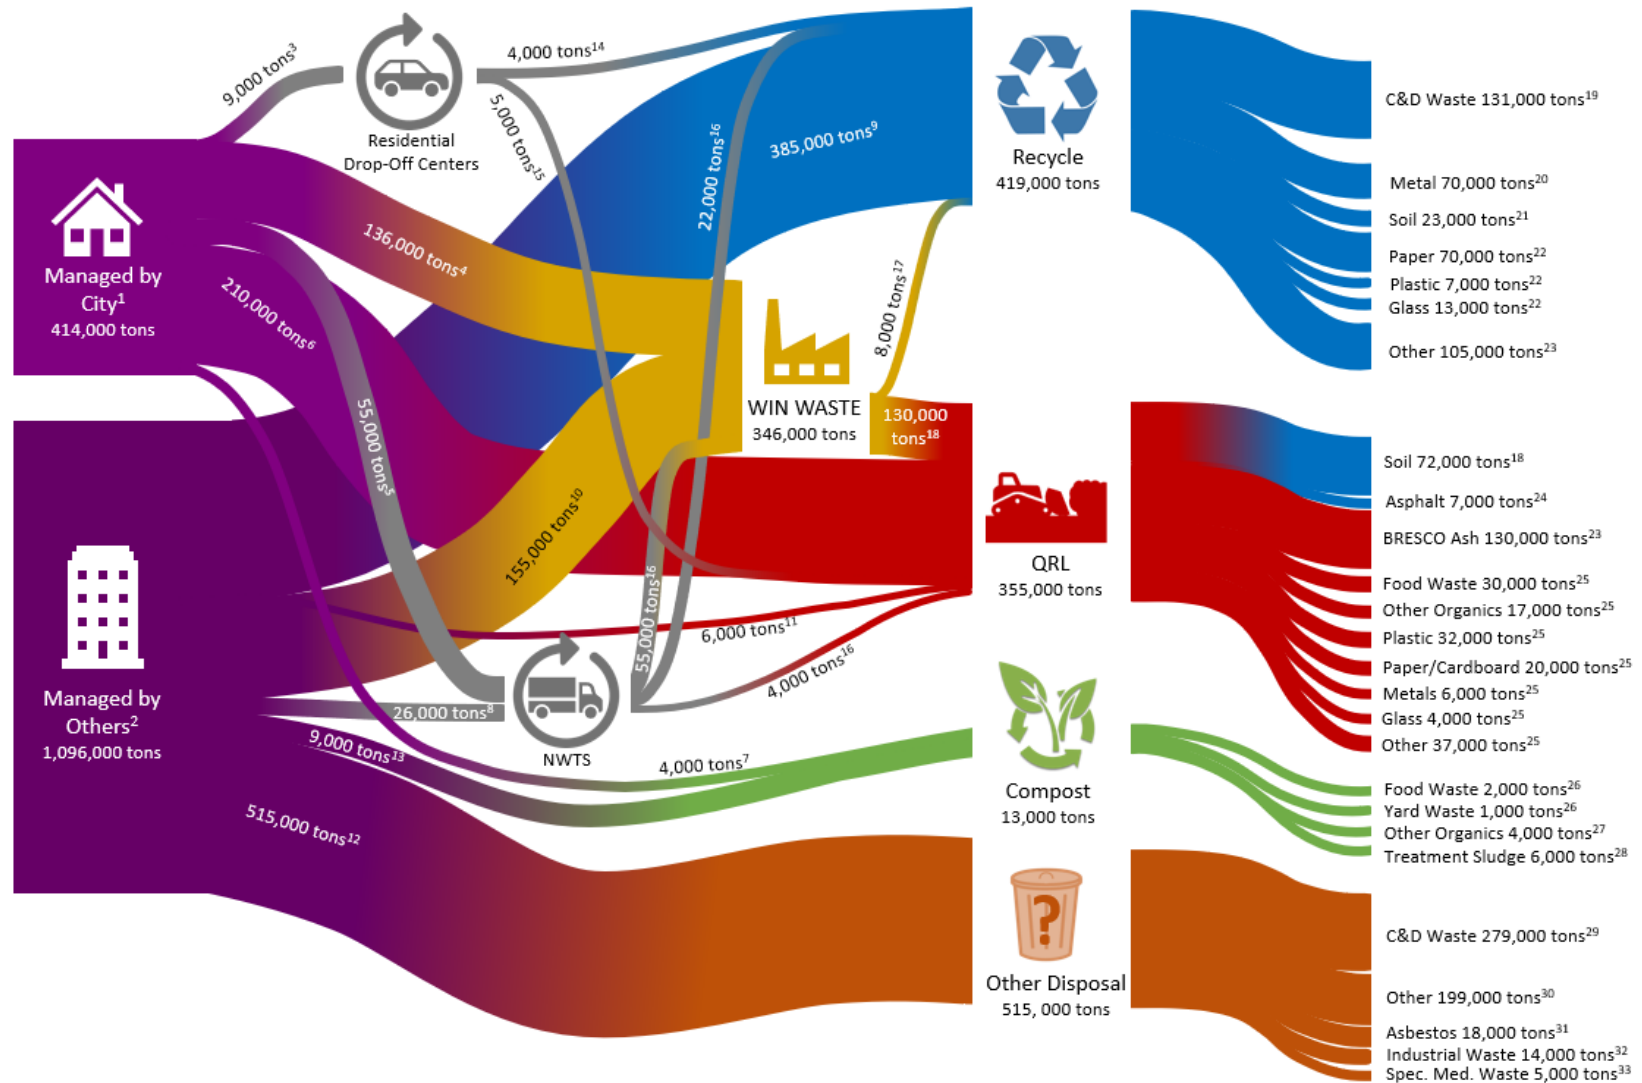 9,000 tons³
Residential
Drop-Off Centers
4,000 tons¹⁴
5,000 tons¹⁵
Managed by
City¹
414,000 tons
136,000 tons⁴
210,000 tons⁶
55,000 tons⁵
385,000 tons⁹
22,000 tons¹⁶
Recycle
419,000 tons
8,000 tons¹⁷
WIN WASTE
346,000 tons
130,000
tons¹⁸
155,000 tons¹⁰
55,000 tons¹⁶
QRL
355,000 tons
6,000 tons¹¹
4,000 tons¹⁶
Managed by
Others²
1,096,000 tons
26,000 tons⁸
NWTS
9,000 tons¹³
4,000 tons⁷
Compost
13,000 tons
515,000 tons¹²
Other Disposal
515, 000 tons
C&D Waste 131,000 tons¹⁹
Metal 70,000 tons²⁰
Soil 23,000 tons²¹
Paper 70,000 tons²²
Plastic 7,000 tons²²
Glass 13,000 tons²²
Other 105,000 tons²³
Soil 72,000 tons¹⁸
Asphalt 7,000 tons²⁴
BRESCO Ash 130,000 tons²³
Food Waste 30,000 tons²⁵
Other Organics 17,000 tons²⁵
Plastic 32,000 tons²⁵
Paper/Cardboard 20,000 tons²⁵
Metals 6,000 tons²⁵
Glass 4,000 tons²⁵
Other 37,000 tons²⁵
Food Waste 2,000 tons²⁶
Yard Waste 1,000 tons²⁶
Other Organics 4,000 tons²⁷
Treatment Sludge 6,000 tons²⁸
C&D Waste 279,000 tons²⁹
Other 199,000 tons³⁰
Asbestos 18,000 tons³¹
Industrial Waste 14,000 tons³²
Spec. Med. Waste 5,000 tons³³
?